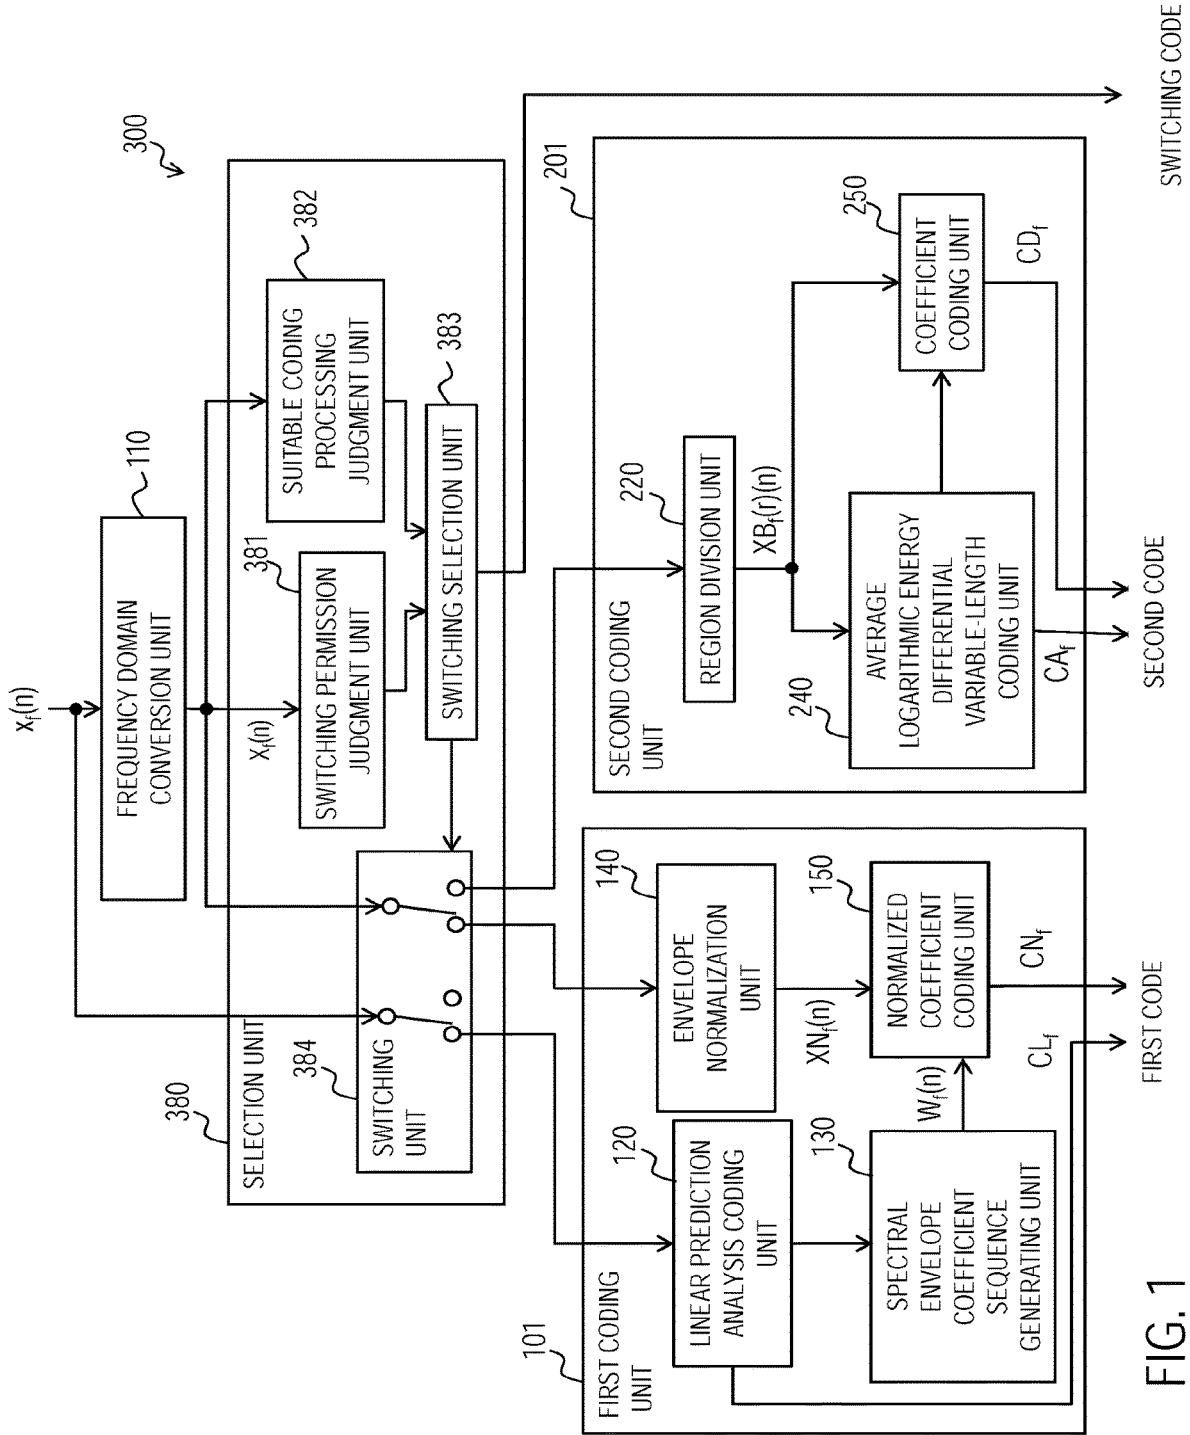 300
x_f(n)
110
FREQUENCY DOMAIN
CONVERSION UNIT
X_f(n)
380
SELECTION UNIT
381
SWITCHING PERMISSION
JUDGMENT UNIT
382
SUITABLE CODING
PROCESSING
JUDGMENT UNIT
383
SWITCHING SELECTION UNIT
384
SWITCHING
UNIT
101
FIRST CODING
UNIT
120
LINEAR PREDICTION
ANALYSIS CODING
UNIT
140
ENVELOPE
NORMALIZATION
UNIT
XN_f(n)
130
SPECTRAL
ENVELOPE
COEFFICIENT
SEQUENCE
GENERATING UNIT
W_f(n)
150
NORMALIZED
COEFFICIENT
CODING UNIT
CL_f
CN_f
FIRST CODE
201
SECOND CODING
UNIT
220
REGION DIVISION UNIT
XB_f(r)(n)
240
AVERAGE
LOGARITHMIC ENERGY
DIFFERENTIAL
VARIABLE-LENGTH
CODING UNIT
250
COEFFICIENT
CODING UNIT
CA_f
CD_f
SECOND CODE
SWITCHING CODE
FIG. 1